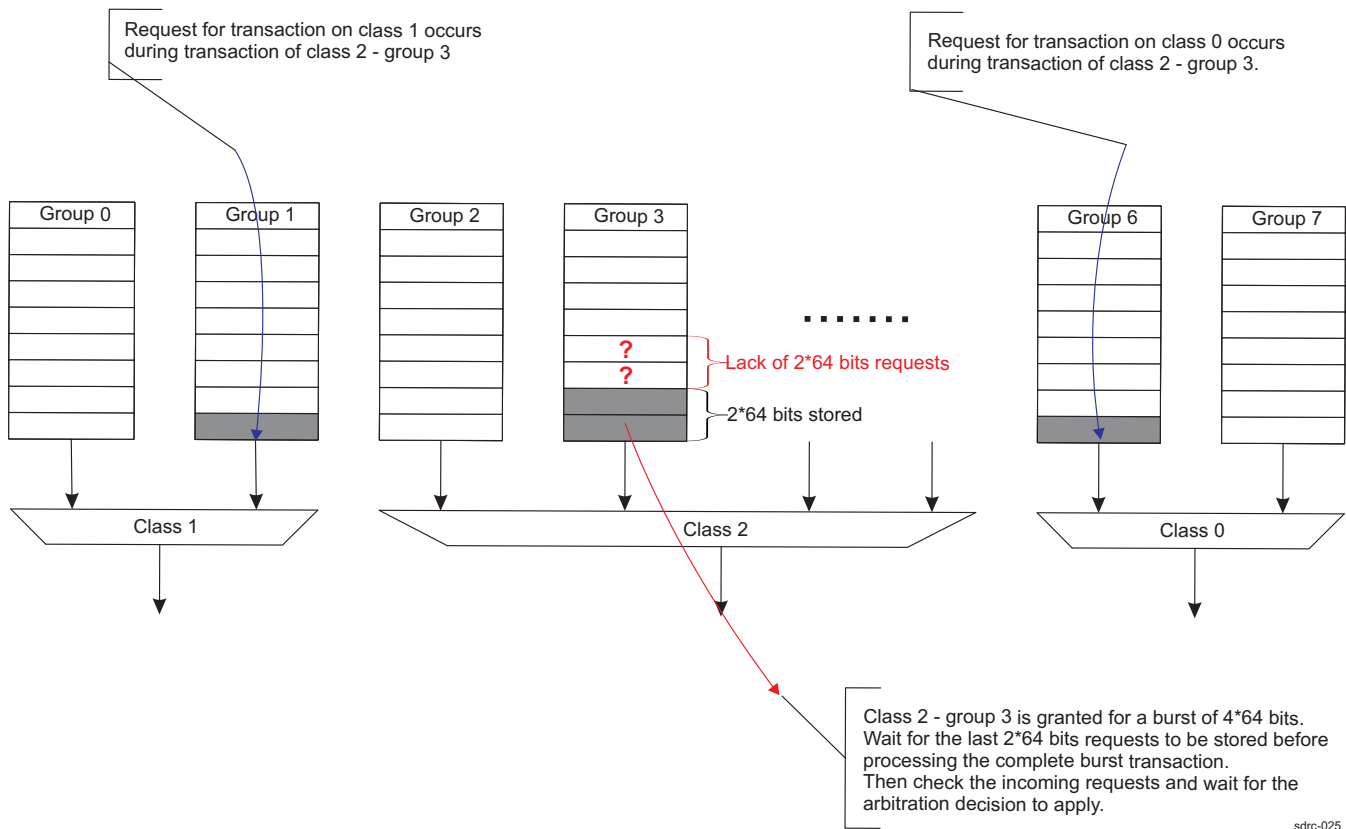 Request for transaction on class 1 occurs
during transaction of class 2 - group 3
Request for transaction on class 0 occurs
during transaction of class 2 - group 3.
Group 0
Group 1
Group 2
Group 3
Group 6
Group 7
.......
?
?
Lack of 2*64 bits requests
2*64 bits stored
Class 1
Class 2
Class 0
Class 2 - group 3 is granted for a burst of 4*64 bits.
Wait for the last 2*64 bits requests to be stored before
processing the complete burst transaction.
Then check the incoming requests and wait for the
arbitration decision to apply.
sdrc-025